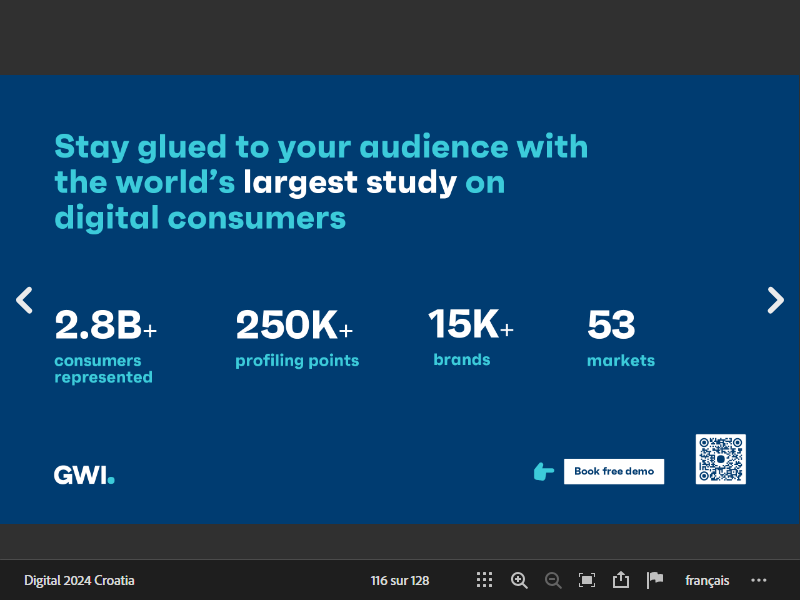 Stay glued to your audience with
the world’s largest study on
digital consumers
2.8B+
consumers
represented
250K+
profiling points
15K+
brands
53
markets
GWI.
Book free demo
Digital 2024 Croatia
116 sur 128
français